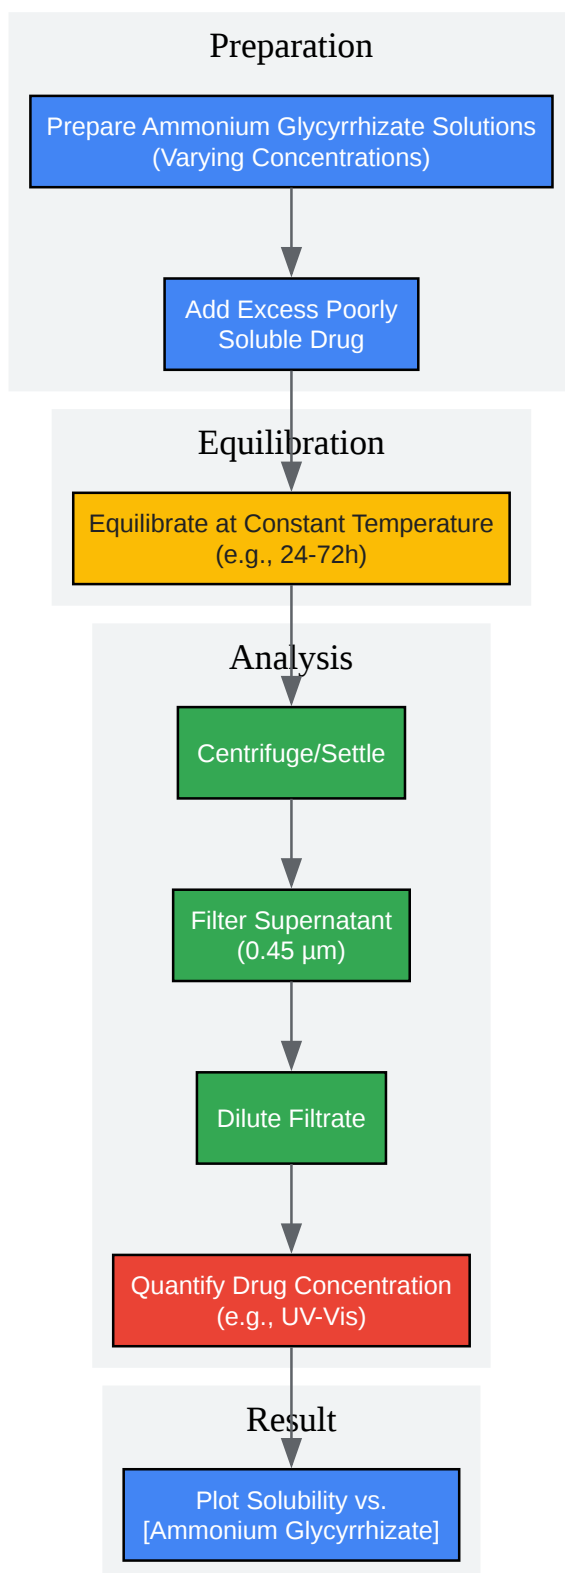 Preparation
Prepare Ammonium Glycyrrhizate Solutions
(Varying Concentrations)
Add Excess Poorly
Soluble Drug
Equilibration
Equilibrate at Constant Temperature
(e.g., 24-72h)
Analysis
Centrifuge/Settle
Filter Supernatant
(0.45 µm)
Dilute Filtrate
Quantify Drug Concentration
(e.g., UV-Vis)
Result
Plot Solubility vs.
[Ammonium Glycyrrhizate]